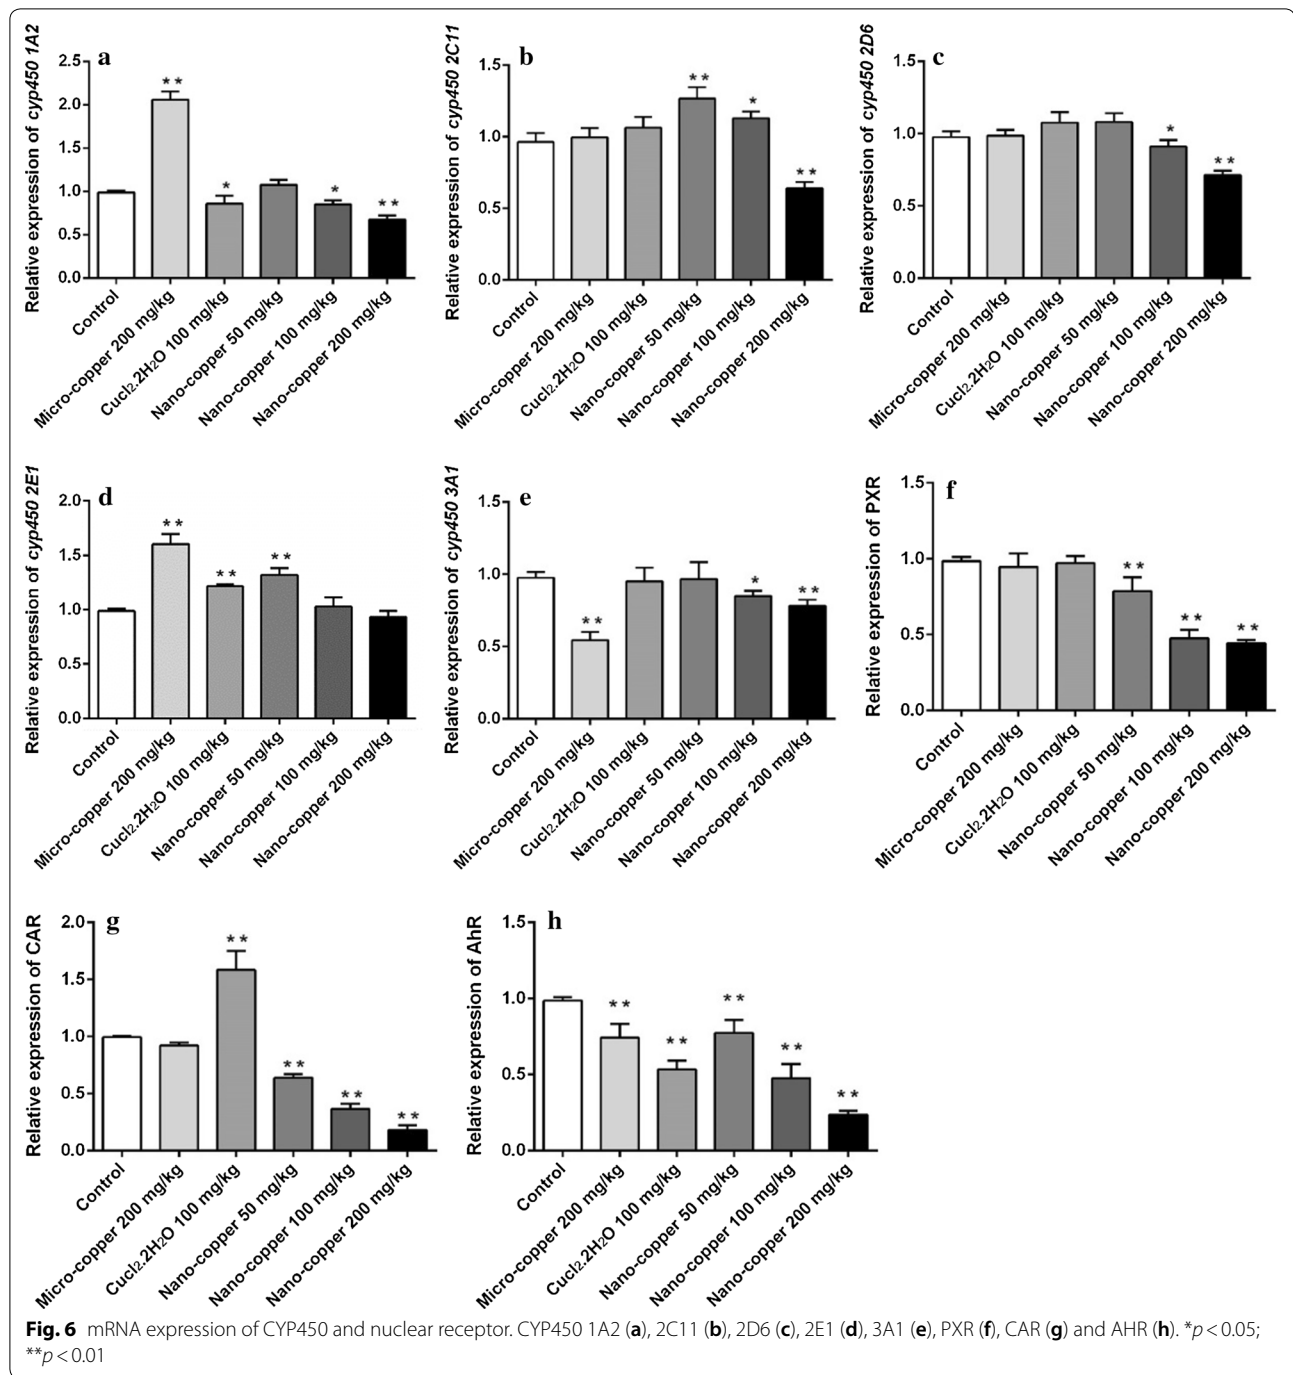 a
Relative expression of cyp450 1A2
2.5
2.0
1.5
1.0
0.5
0.0
**
*
*
**
Control
Micro-copper 200 mg/kg
Cucl₂.2H₂O 100 mg/kg
Nano-copper 50 mg/kg
Nano-copper 100 mg/kg
Nano-copper 200 mg/kg
b
Relative expression of cyp450 2C11
1.5
1.0
0.5
0.0
**
*
**
Control
Micro-copper 200 mg/kg
Cucl₂.2H₂O 100 mg/kg
Nano-copper 50 mg/kg
Nano-copper 100 mg/kg
Nano-copper 200 mg/kg
c
Relative expression of cyp450 2D6
1.5
1.0
0.5
0.0
*
**
Control
Micro-copper 200 mg/kg
Cucl₂.2H₂O 100 mg/kg
Nano-copper 50 mg/kg
Nano-copper 100 mg/kg
Nano-copper 200 mg/kg
d
Relative expression of cyp450 2E1
2.0
1.5
1.0
0.5
0.0
**
**
**
Control
Micro-copper 200 mg/kg
Cucl₂.2H₂O 100 mg/kg
Nano-copper 50 mg/kg
Nano-copper 100 mg/kg
Nano-copper 200 mg/kg
e
Relative expression of cyp450 3A1
1.5
1.0
0.5
0.0
**
*
**
Control
Micro-copper 200 mg/kg
Cucl₂.2H₂O 100 mg/kg
Nano-copper 50 mg/kg
Nano-copper 100 mg/kg
Nano-copper 200 mg/kg
f
Relative expression of PXR
1.5
1.0
0.5
0.0
**
**
**
Control
Micro-copper 200 mg/kg
Cucl₂.2H₂O 100 mg/kg
Nano-copper 50 mg/kg
Nano-copper 100 mg/kg
Nano-copper 200 mg/kg
g
Relative expression of CAR
2.0
1.5
1.0
0.5
0.0
**
**
**
**
Control
Micro-copper 200 mg/kg
Cucl₂.2H₂O 100 mg/kg
Nano-copper 50 mg/kg
Nano-copper 100 mg/kg
Nano-copper 200 mg/kg
h
Relative expression of AhR
1.5
1.0
0.5
0.0
**
**
**
**
**
Control
Micro-copper 200 mg/kg
Cucl₂.2H₂O 100 mg/kg
Nano-copper 50 mg/kg
Nano-copper 100 mg/kg
Nano-copper 200 mg/kg
Fig. 6 mRNA expression of CYP450 and nuclear receptor. CYP450 1A2 (a), 2C11 (b), 2D6 (c), 2E1 (d), 3A1 (e), PXR (f), CAR (g) and AHR (h). *p < 0.05;
**p < 0.01